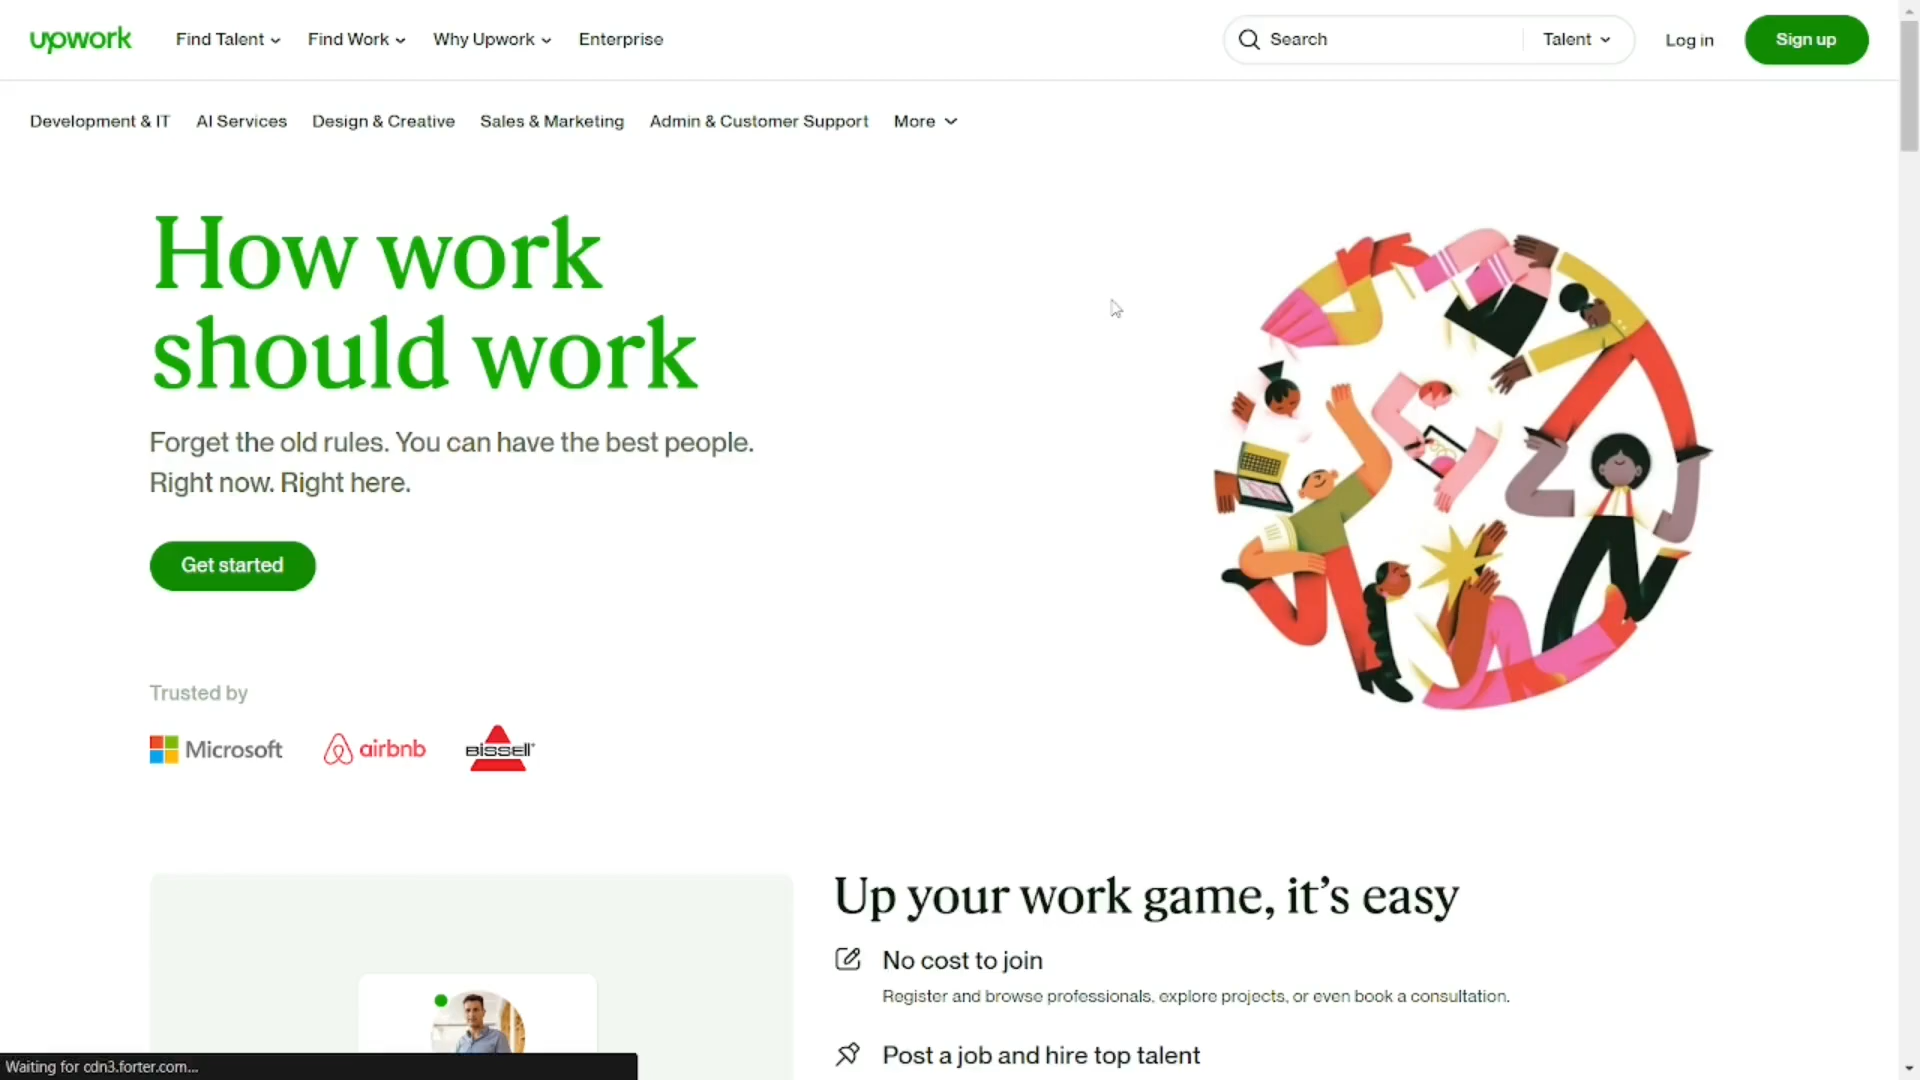 upwork
Find Talent
Find Work
Why Upwork
Enterprise
Search
Talent
Log in
Sign up
Development & IT
AI Services
Design & Creative
Sales & Marketing
Admin & Customer Support
More
How work
should work
Forget the old rules. You can have the best people.
Right now. Right here.
Get started
Trusted by
Microsoft
airbnb
BISSELL
Up your work game, it's easy
No cost to join
Register and browse professionals, explore projects, or even book a consultation.
Post a job and hire top talent
Waiting for cdn3.forter.com...